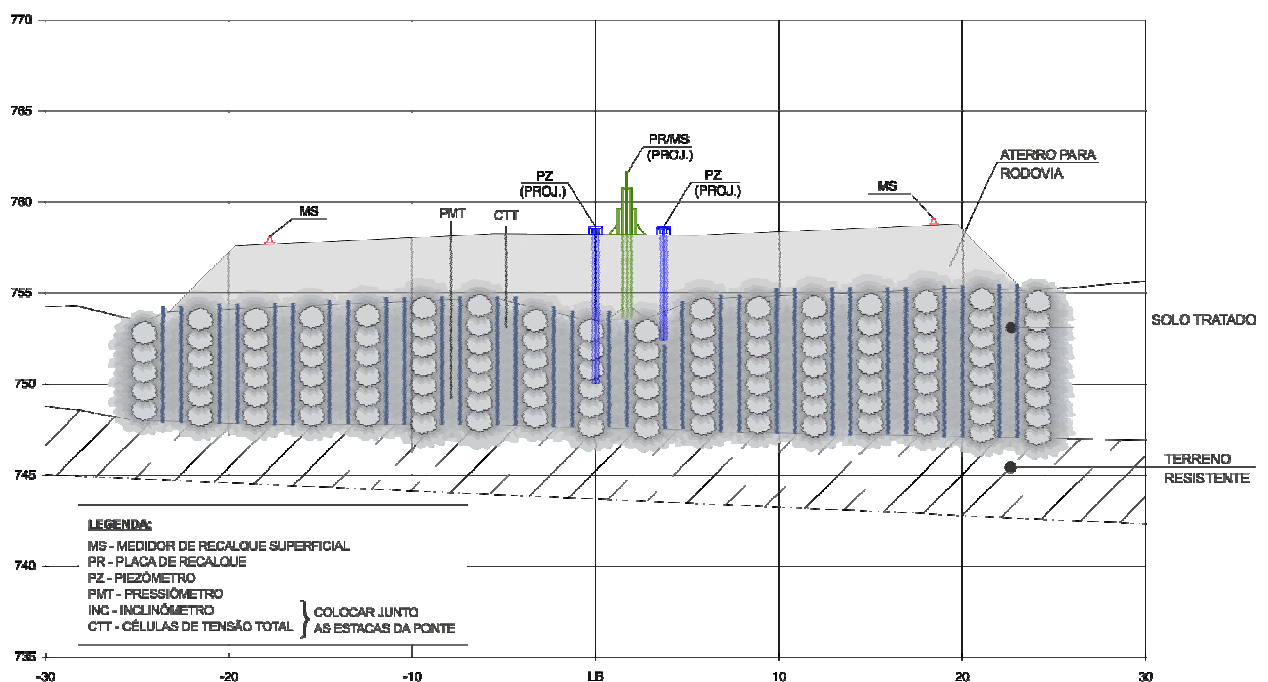 770
765
760
755
750
745
740
735
-30
-20
-10
LB
10
20
30
PR/MS
(PROJ.)
PZ
(PROJ.)
PZ
(PROJ.)
MS
PMT
CTT
MS
ATERRO PARA
RODOVIA
SOLO TRATADO
TERRENO
RESISTENTE
LEGENDA:
MS - MEDIDOR DE RECALQUE SUPERFICIAL
PR - PLACA DE RECALQUE
PZ - PIEZÔMETRO
PMT - PRESSIÔMETRO
INC - INCLINÔMETRO
CTT - CÉLULAS DE TENSÃO TOTAL
COLOCAR JUNTO
AS ESTACAS DA PONTE